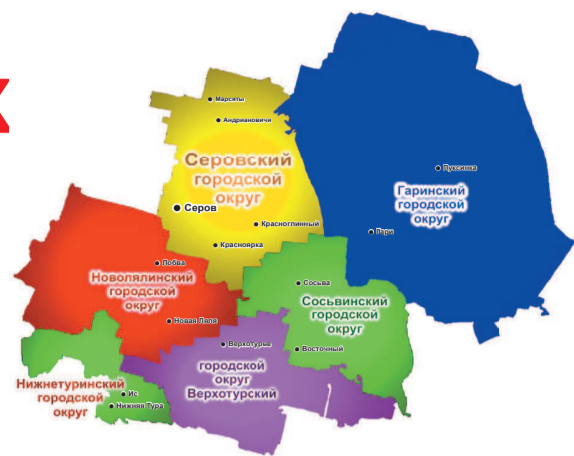 Марсяты
Андриановичи
Серовский
городской
округ
Серов
Красноглинный
Красноярка
Пуксинка
Гаринский
городской
округ
Гари
Лобва
Новолялинский
городской
округ
Новая Ляля
Сосьва
Сосьвинский
городской
округ
Восточный
Верхотурье
городской
округ
Верхотурский
Нижнетуринский
городской
округ
Ис
Нижняя Тура